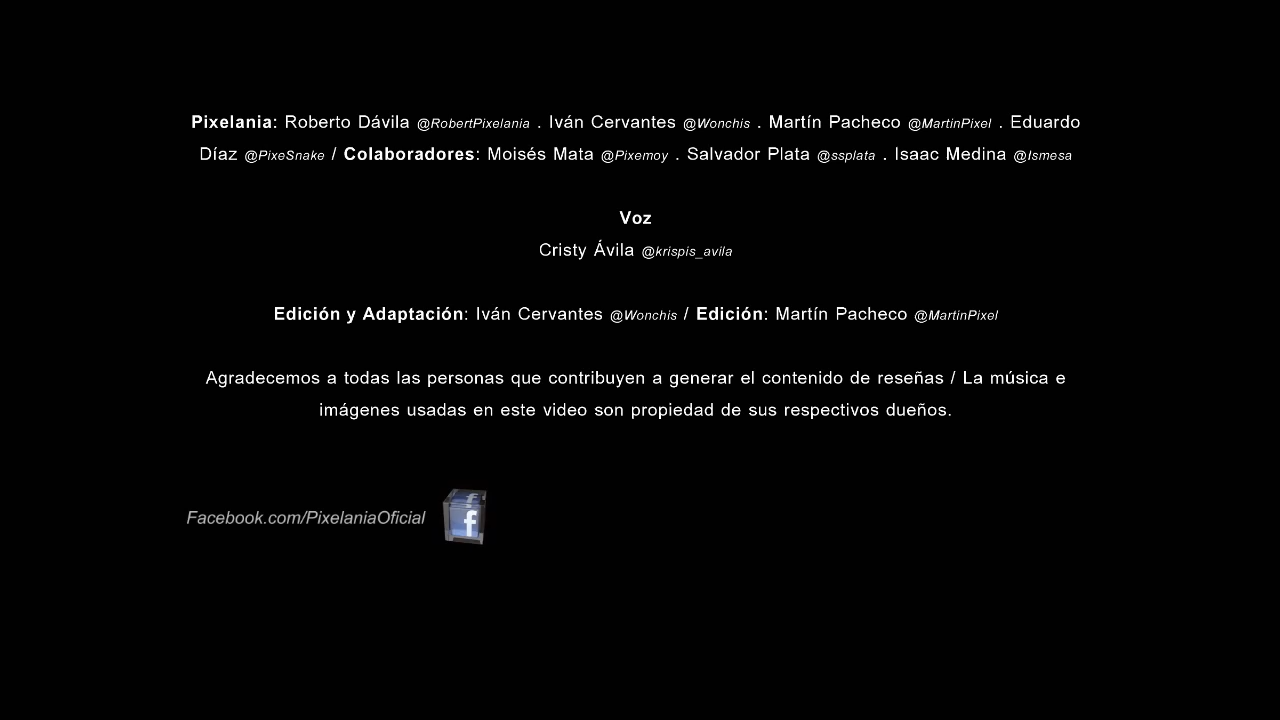 Pixelania: Roberto Dávila @RobertPixelania . Iván Cervantes @Wonchis . Martín Pacheco @MartinPixel . Eduardo
Díaz @PixeSnake / Colaboradores: Moisés Mata @Pixemoy . Salvador Plata @ssplata . Isaac Medina @Ismesa
Voz
Cristy Ávila @krispis_avila
Edición y Adaptación: Iván Cervantes @Wonchis / Edición: Martín Pacheco @MartinPixel
Agradecemos a todas las personas que contribuyen a generar el contenido de reseñas / La música e
imágenes usadas en este video son propiedad de sus respectivos dueños.
Facebook.com/PixelaniaOficial f